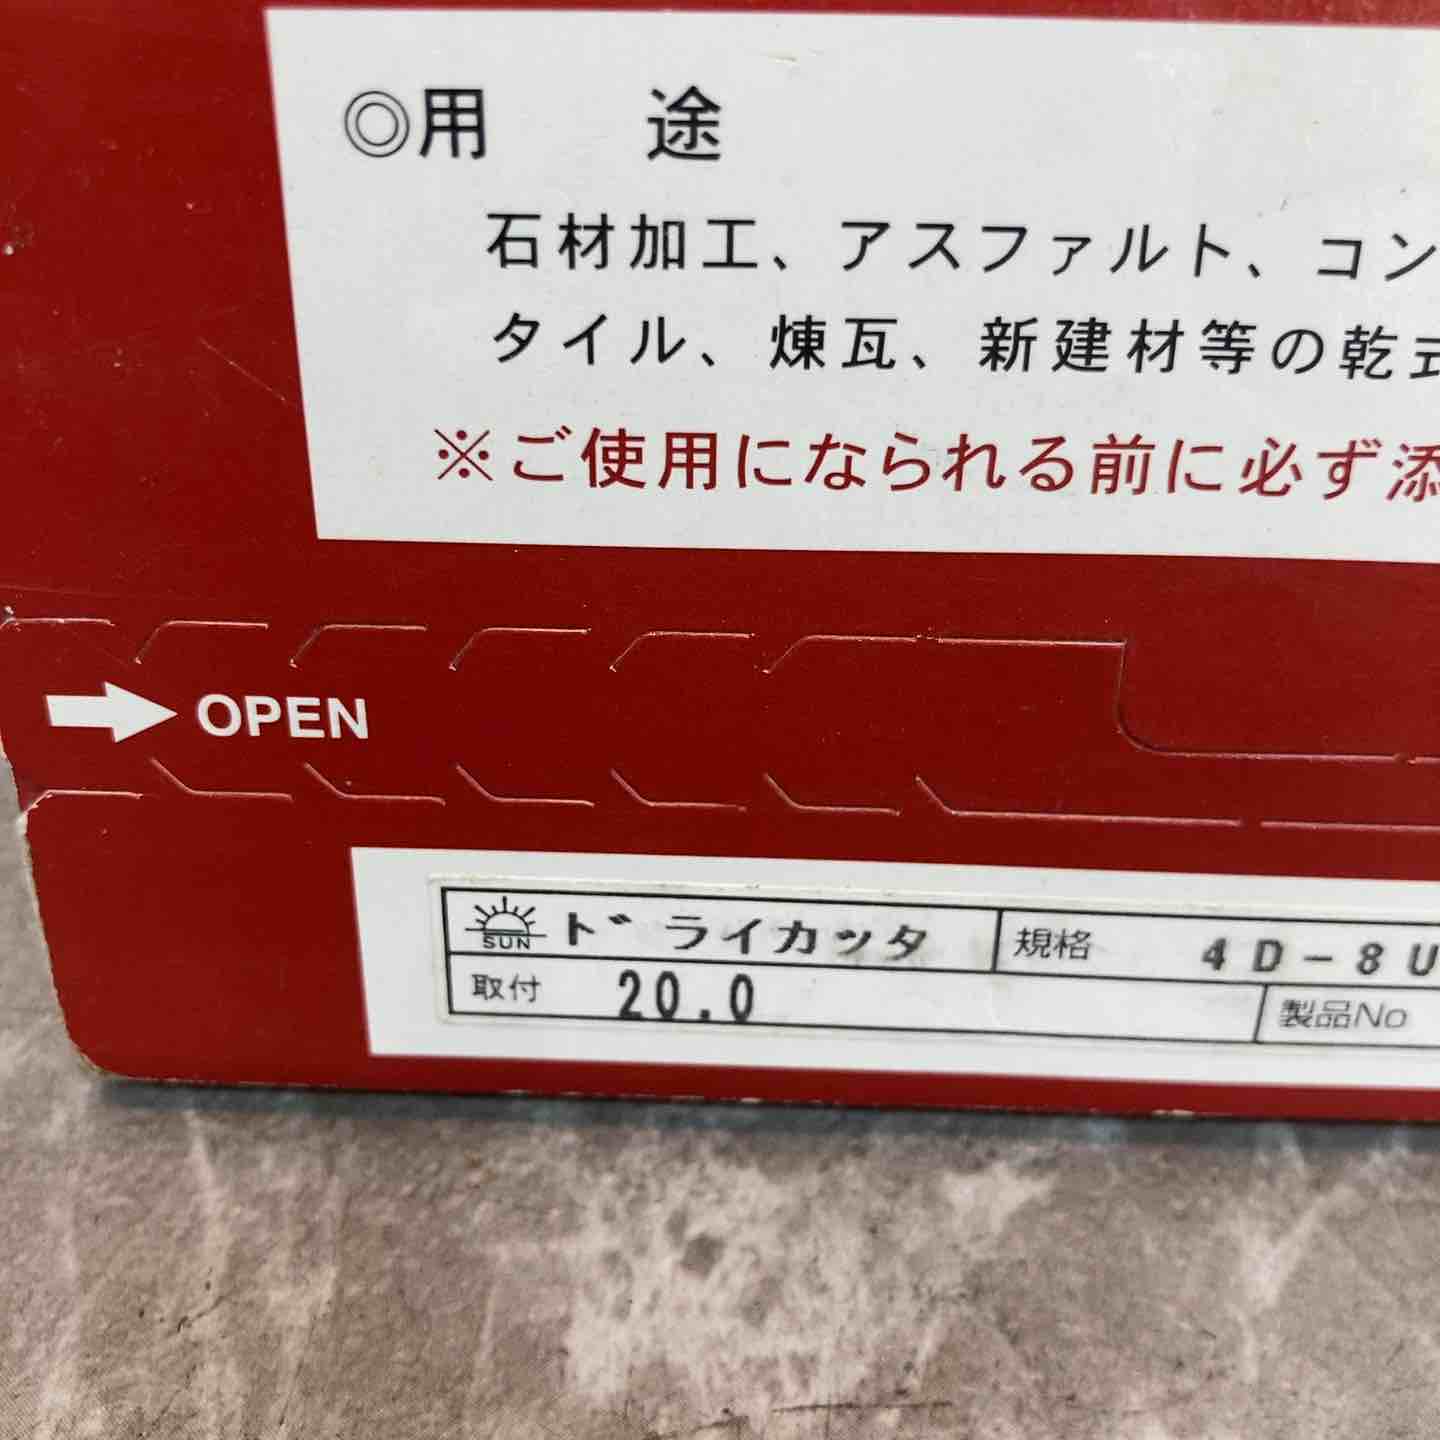 ◎用　途
石材加工、アスファルト、コン
タイル、煉瓦、新建材等の乾式
※ご使用になられる前に必ず添
OPEN
SUN ドライカッタ 規格 4D-8U
取付 20.0 製品No